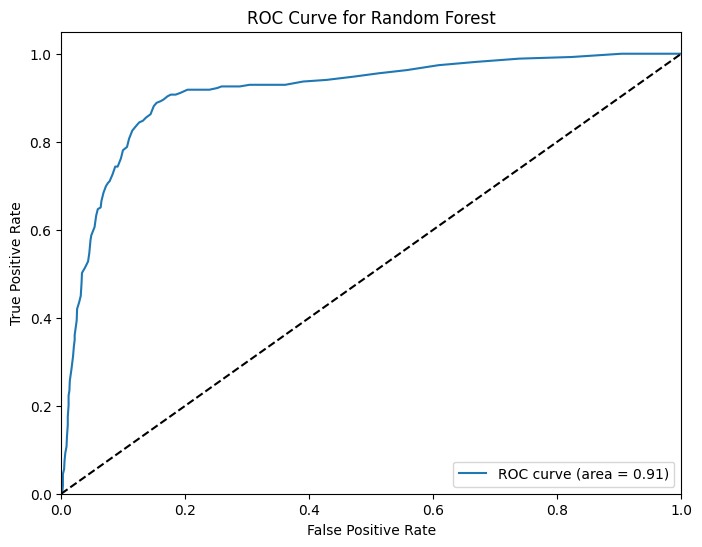 ROC Curve for Random Forest
1.0
0.8
0.6
0.4
0.2
0.0
True Positive Rate
ROC curve (area = 0.91)
0.0 0.2 0.4 0.6 0.8 1.0
False Positive Rate